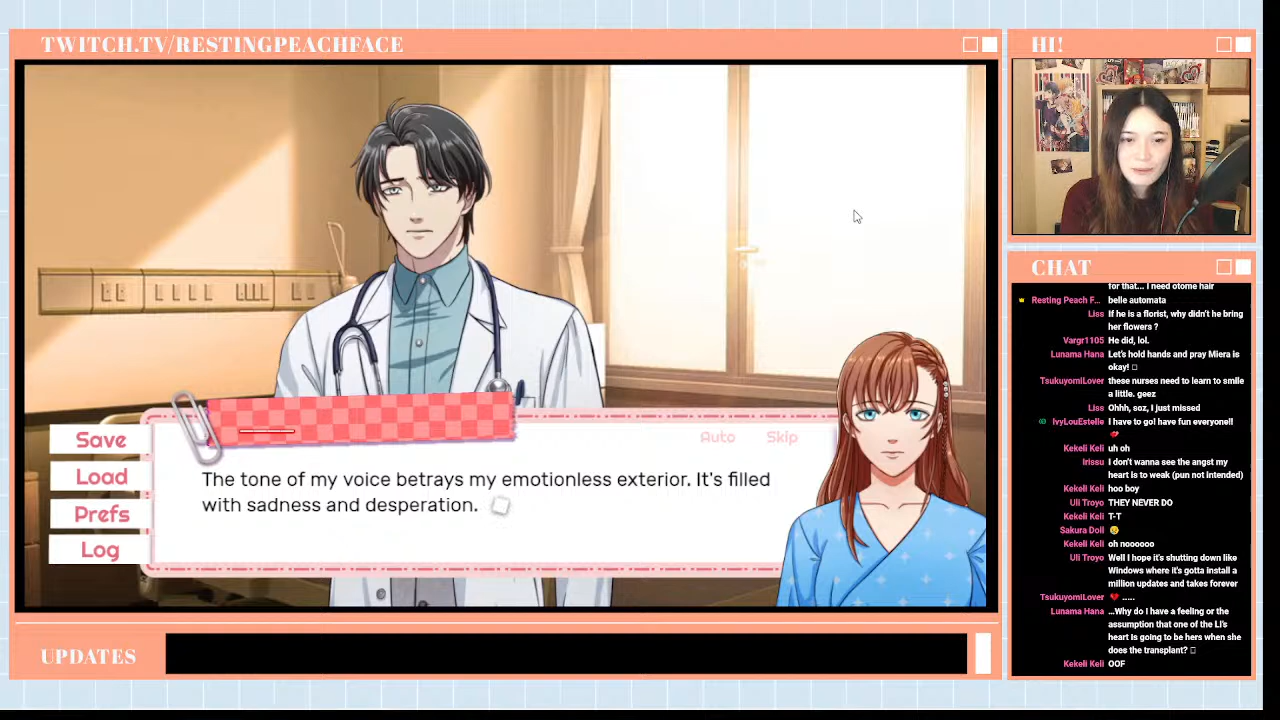 TWITCH.TV/RESTINGPEACHFACE
HI!
Save
Load
Prefs
Log
Auto
Skip
The tone of my voice betrays my emotionless exterior. It's filled
with sadness and desperation.
UPDATES
CHAT
for that... I need otome hair
Resting Peach F... belle automata
Liss If he is a florist, why didn't he bring
her flowers ?
Vargr1105 He did, lol.
Lunama Hana Let's hold hands and pray Miera is
okay!
TsukuyomiLover these nurses need to learn to smile
a little. geez
Liss Ohhh, soz, I just missed
IvyLouEstelle I have to go! have fun everyone!!
💔
Kekeli Keli uh oh
Irissu I don't wanna see the angst my
heart is to weak (pun not intended)
Kekeli Keli hoo boy
Uli Troyo THEY NEVER DO
Kekeli Keli T-T
Sakura Doll
Kekeli Keli oh noooooo
Uli Troyo Well I hope it's shutting down like
Windows where it's gotta install a
million updates and takes forever
TsukuyomiLover 💔 .....
Lunama Hana ...Why do I have a feeling or the
assumption that one of the LI's
heart is going to be hers when she
does the transplant?
Kekeli Keli OOF